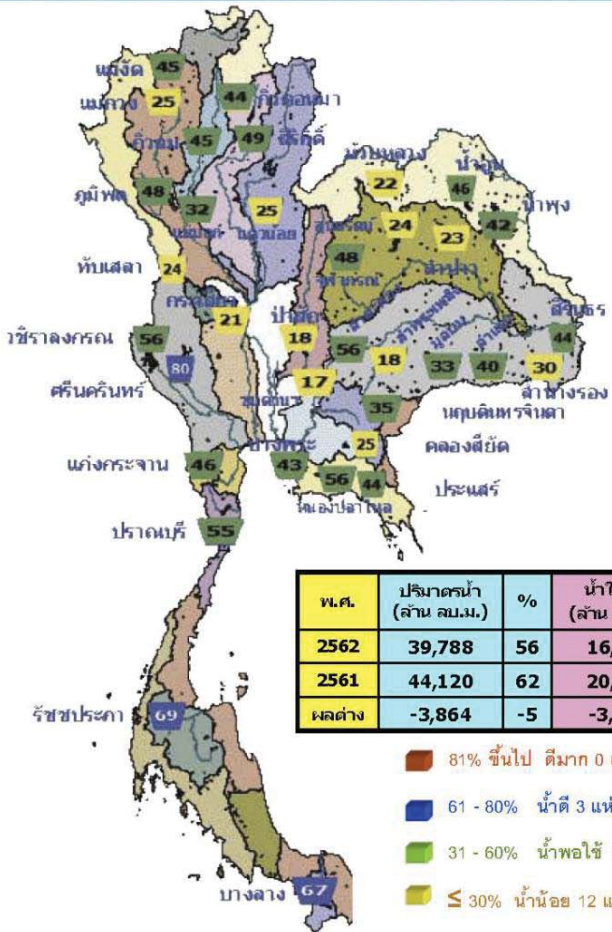 แม่งัด 45
แม่กวง 25
44 กิ่วคอหมา
กิ่วลม 45
49 สิริกิติ์
ห้วยหลวง 22
น้ำอูน 46
น้ำพุง 42
ภูมิพล 48
32
25
แควน้อย
อุบลรัตน์ 24
23
ลำปาว
48
จุฬาภรณ์
ทับเสลา 24
กระเสียว 21
ป่าสัก 18
สิรินธร 44
วชิราลงกรณ 56
80
ศรีนครินทร์
56
18
33
40
30
ลำนางรอง
17
35 นฤบดินทรจินดา
25 คลองสียัด
บางพระ 43
56
หนองปลาไหล
44 ประแสร์
แก่งกระจาน 46
ปราณบุรี 55
รัชชประภา 69
บางลาง 67
พ.ศ. ปริมาตรน้ำ (ล้าน ลบ.ม.) % (ล้าน
2562 39,788 56 16,
2561 44,120 62 20,
ผลต่าง -3,864 -5 -3,
81% ขึ้นไป ดีมาก 0
61 - 80% น้ำดี 3
31 - 60% น้ำพอใช้
≤ 30% น้ำน้อย 12